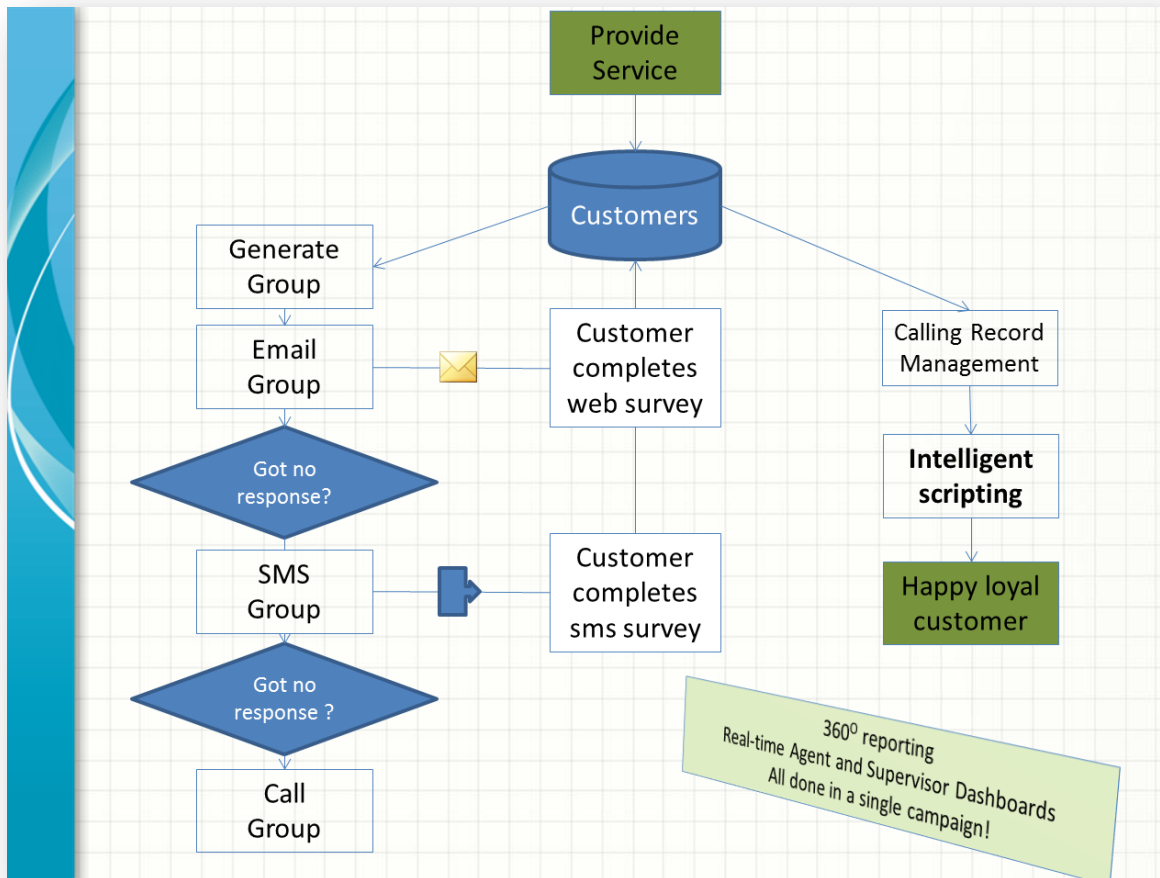 Provide
Service
Customers
Generate
Group
Email
Group
Customer
completes
web survey
Calling Record
Management
Got no
response?
Intelligent
scripting
SMS
Group
Customer
completes
sms survey
Happy loyal
customer
Got no
response ?
Call
Group
360⁰ reporting
Real-time Agent and Supervisor Dashboards
All done in a single campaign!